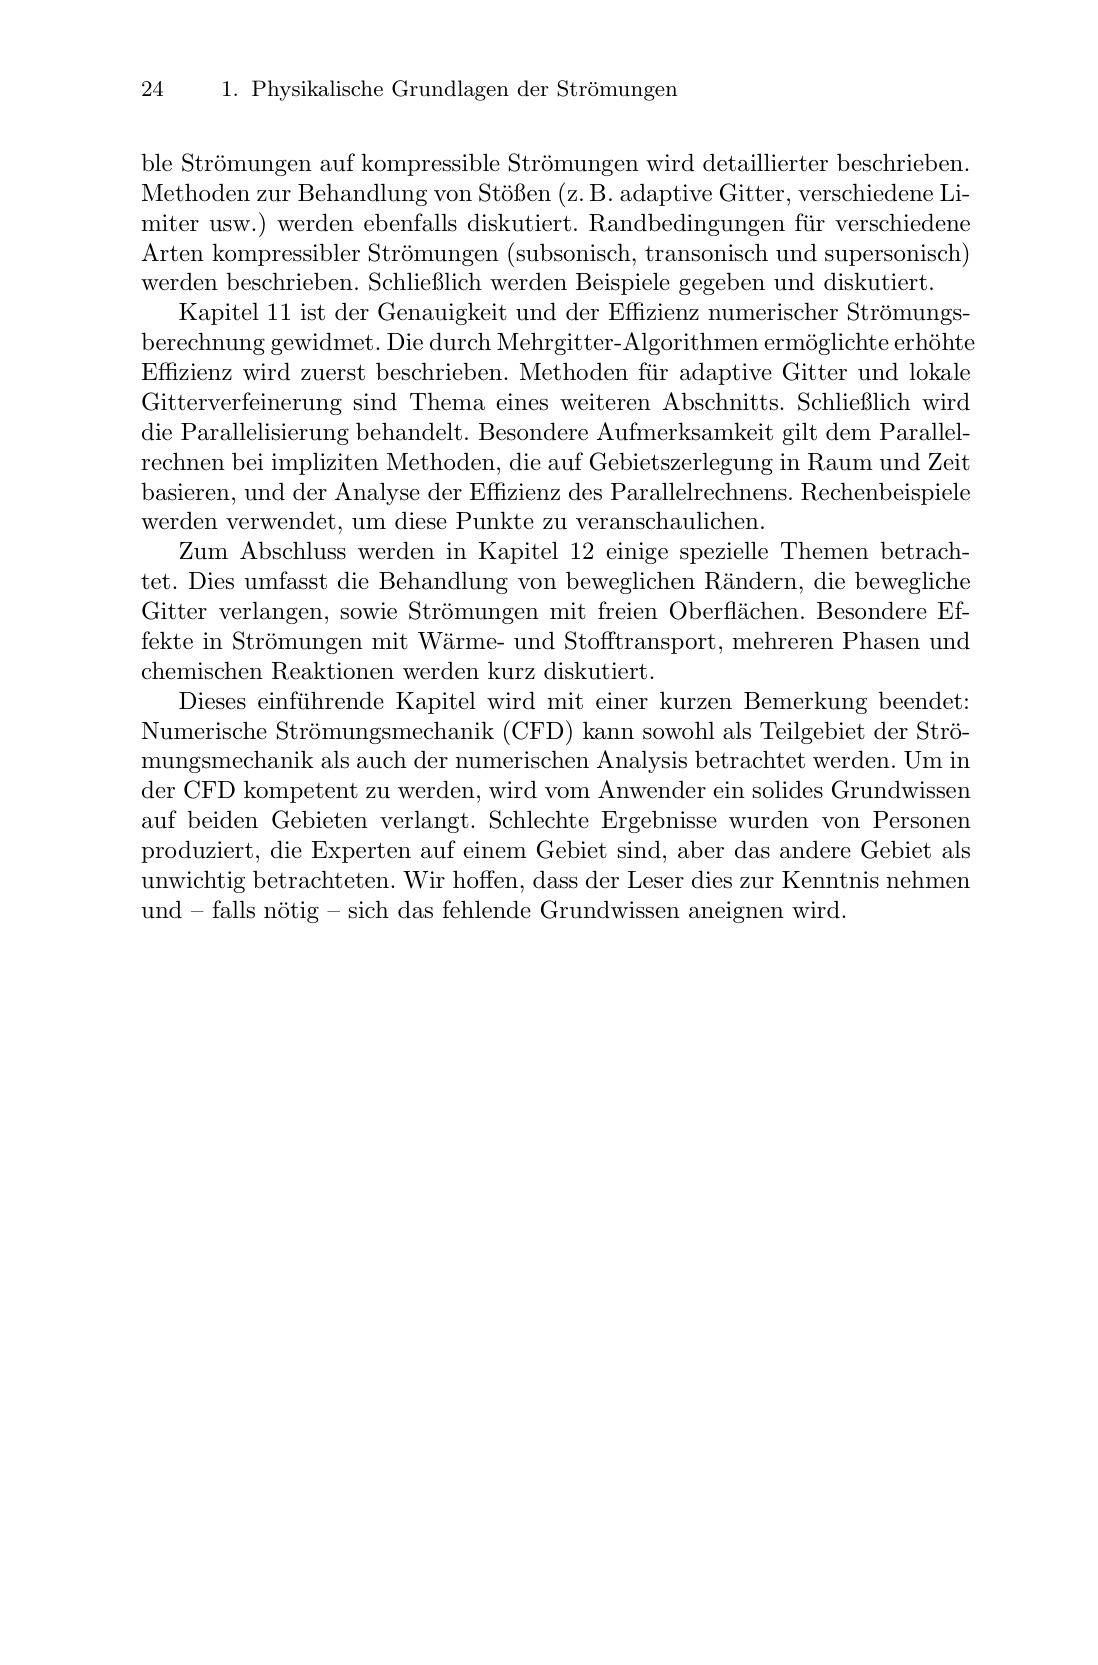 24 1. Physikalische Grundlagen der Strömungen
ble Strömungen auf kompressible Strömungen wird detaillierter beschrieben.
Methoden zur Behandlung von Stößen (z. B. adaptive Gitter, verschiedene Li-
miter usw.) werden ebenfalls diskutiert. Randbedingungen für verschiedene
Arten kompressibler Strömungen (subsonisch, transonisch und supersonisch)
werden beschrieben. Schließlich werden Beispiele gegeben und diskutiert.
Kapitel 11 ist der Genauigkeit und der Effizienz numerischer Strömungs-
berechnung gewidmet. Die durch Mehrgitter-Algorithmen ermöglichte erhöhte
Effizienz wird zuerst beschrieben. Methoden für adaptive Gitter und lokale
Gitterverfeinerung sind Thema eines weiteren Abschnitts. Schließlich wird
die Parallelisierung behandelt. Besondere Aufmerksamkeit gilt dem Parallel-
rechnen bei impliziten Methoden, die auf Gebietszerlegung in Raum und Zeit
basieren, und der Analyse der Effizienz des Parallelrechnens. Rechenbeispiele
werden verwendet, um diese Punkte zu veranschaulichen.
Zum Abschluss werden in Kapitel 12 einige spezielle Themen betrach-
tet. Dies umfasst die Behandlung von beweglichen Rändern, die bewegliche
Gitter verlangen, sowie Strömungen mit freien Oberflächen. Besondere Ef-
fekte in Strömungen mit Wärme- und Stofftransport, mehreren Phasen und
chemischen Reaktionen werden kurz diskutiert.
Dieses einführende Kapitel wird mit einer kurzen Bemerkung beendet:
Numerische Strömungsmechanik (CFD) kann sowohl als Teilgebiet der Strö-
mungsmechanik als auch der numerischen Analysis betrachtet werden. Um in
der CFD kompetent zu werden, wird vom Anwender ein solides Grundwissen
auf beiden Gebieten verlangt. Schlechte Ergebnisse wurden von Personen
produziert, die Experten auf einem Gebiet sind, aber das andere Gebiet als
unwichtig betrachteten. Wir hoffen, dass der Leser dies zur Kenntnis nehmen
und – falls nötig – sich das fehlende Grundwissen aneignen wird.